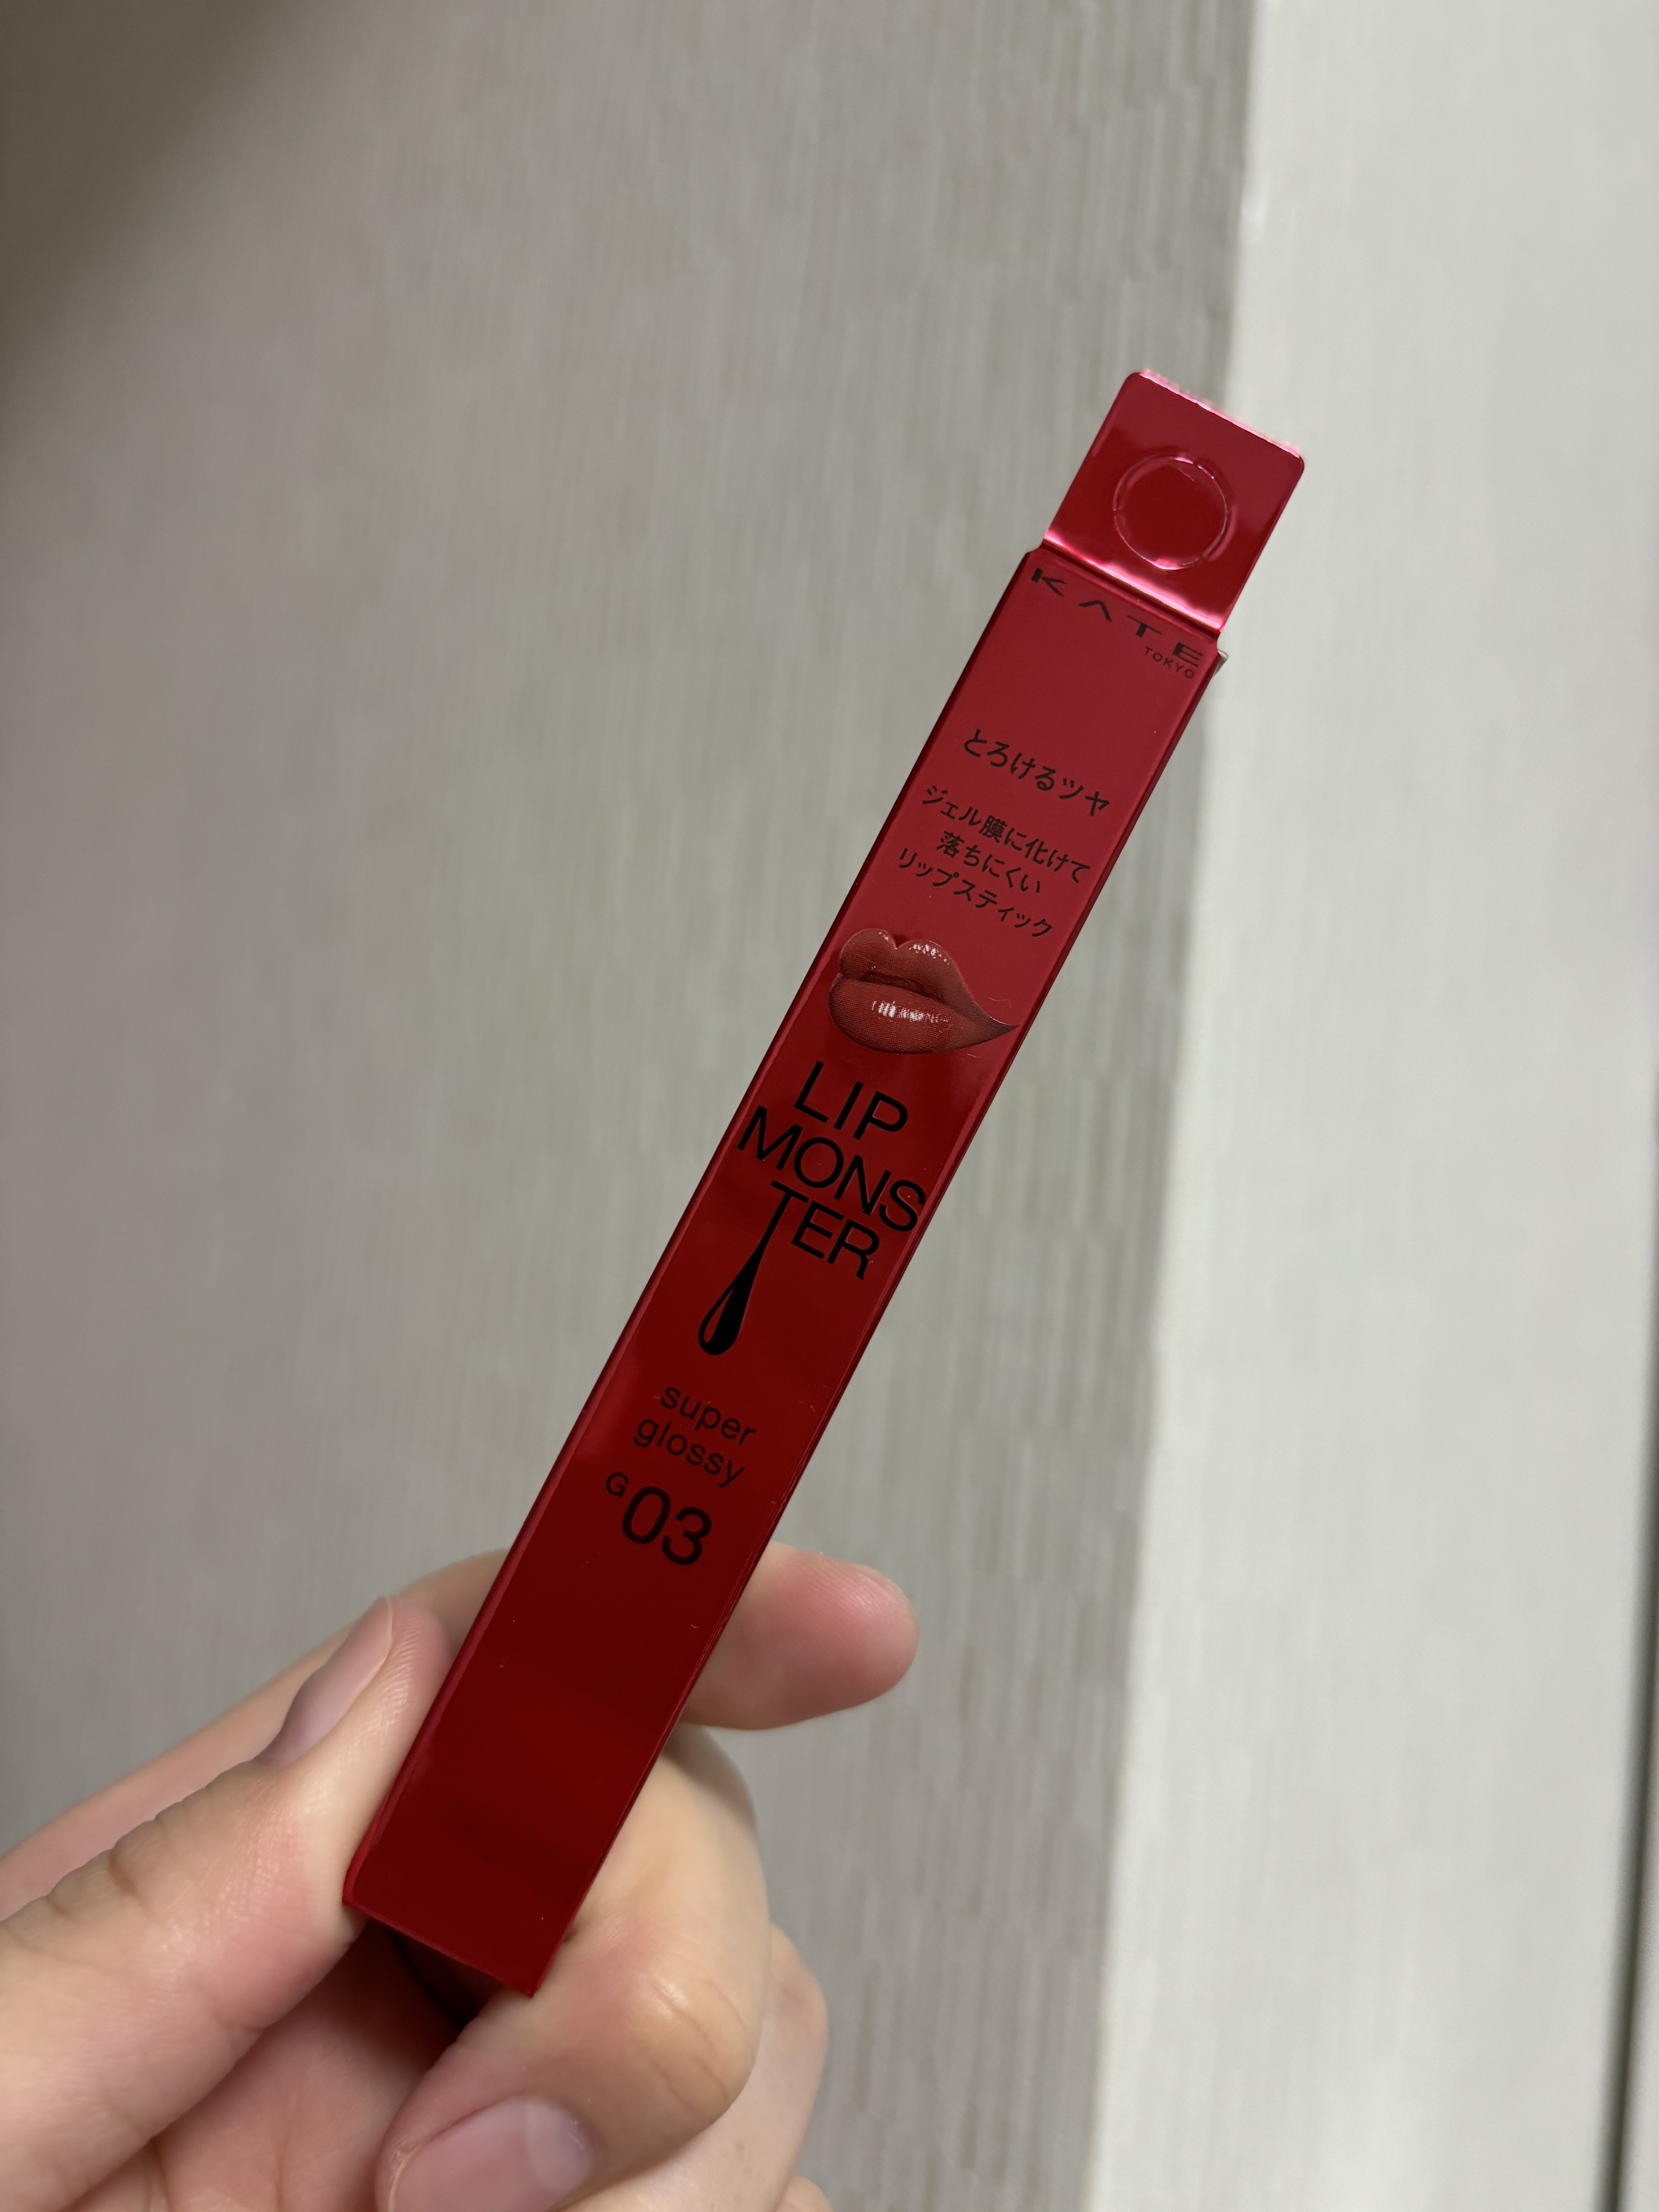 KATE
TOKYO
とろけるツヤ
ジェル膜に化けて
落ちにくい
リップスティック
LIP
MONS
TER
super
glossy
G03